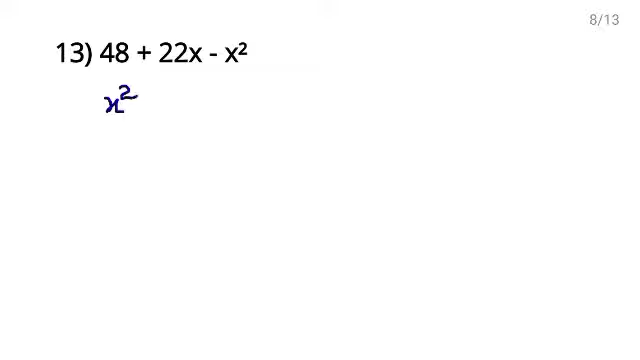 8/13
13) 48 + 22x - x²
x²